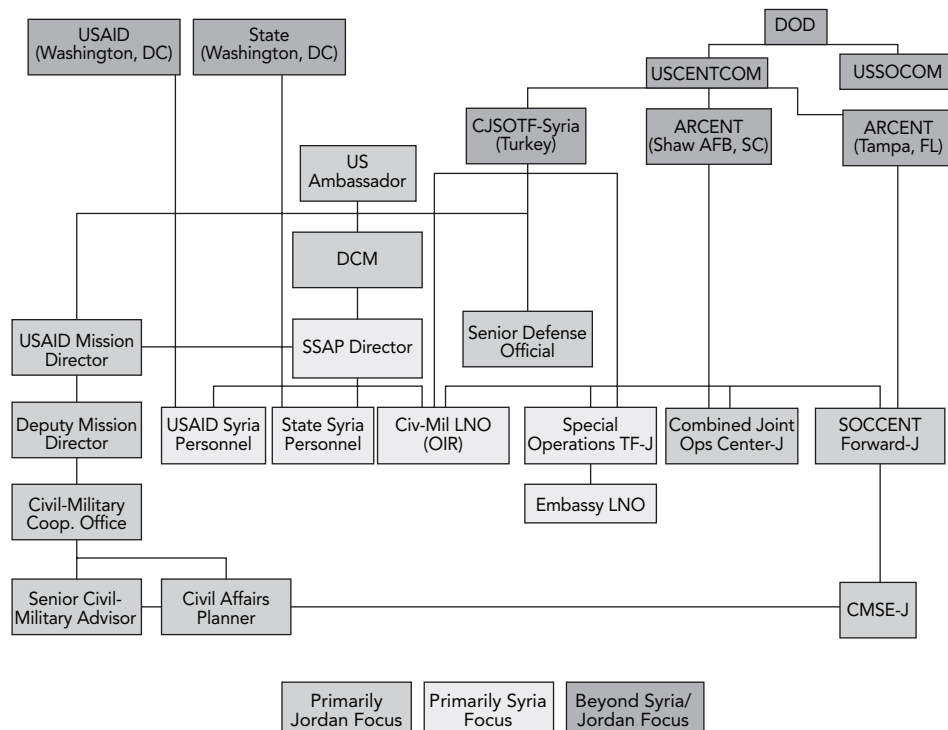 DOD
USAID
(Washington, DC)
State
(Washington, DC)
USCENTCOM
USSOCOM
CJSOTF-Syria
(Turkey)
ARCENT
(Shaw AFB, SC)
ARCENT
(Tampa, FL)
US
Ambassador
DCM
USAID Mission
Director
SSAP Director
Senior Defense
Official
Deputy Mission
Director
USAID Syria
Personnel
State Syria
Personnel
Civ-Mil LNO
(OIR)
Special
Operations TF-J
Combined Joint
Ops Center-J
SOCCENT
Forward-J
Civil-Military
Coop. Office
Embassy LNO
Senior Civil-
Military Advisor
Civil Affairs
Planner
CMSE-J
Primarily
Jordan Focus
Primarily Syria
Focus
Beyond Syria/
Jordan Focus